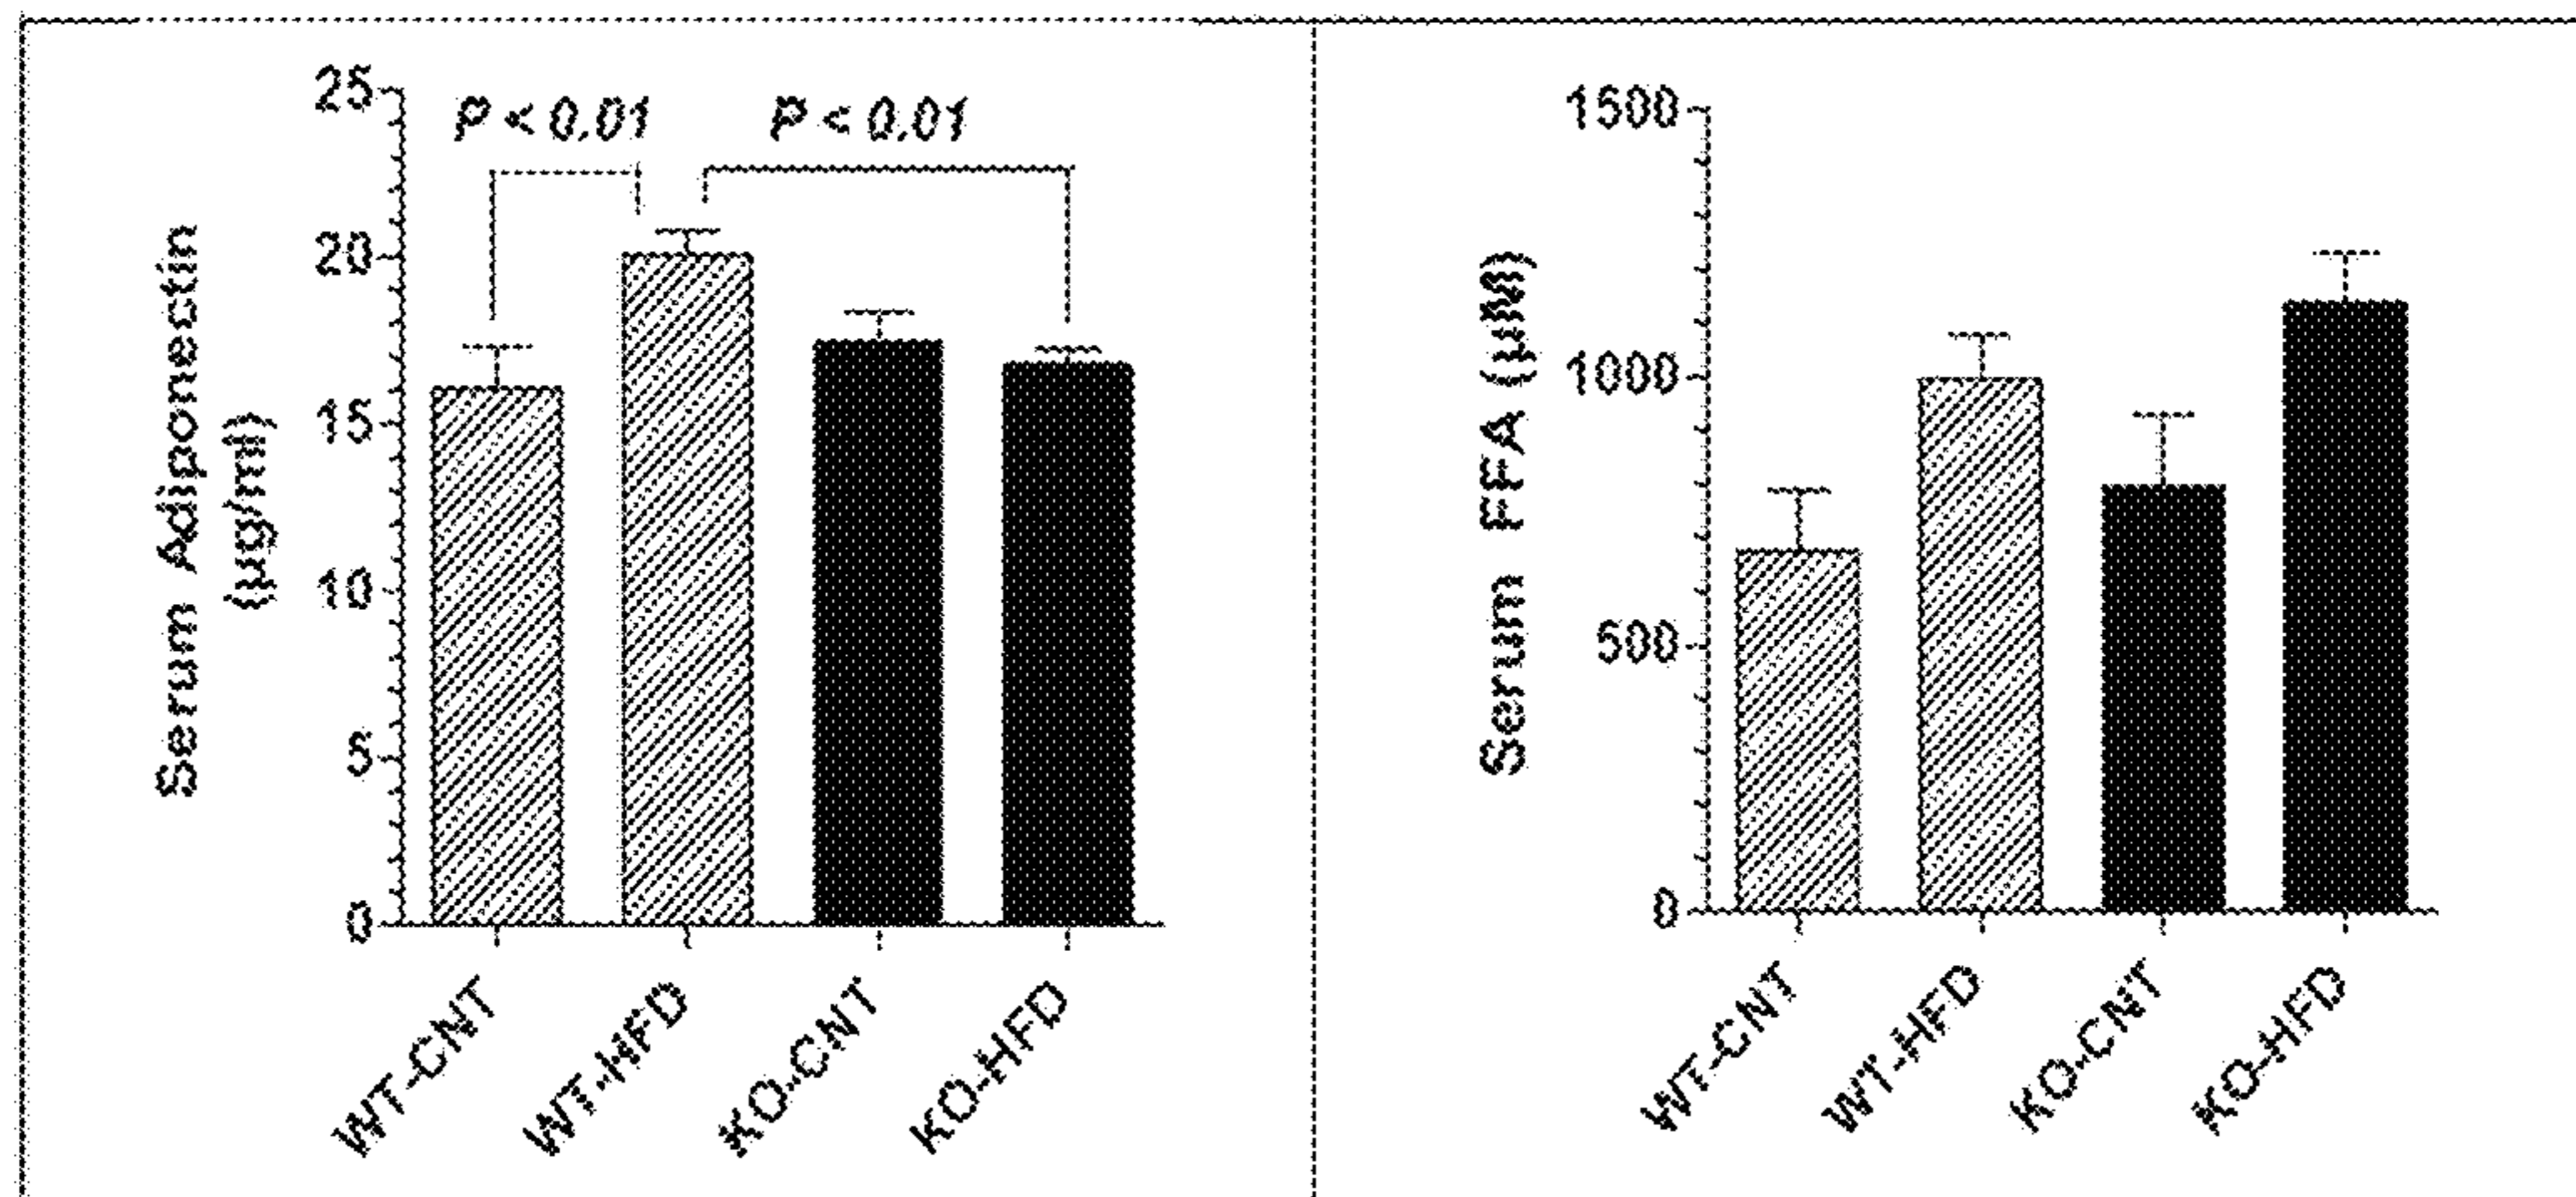 25
20
15
10
5
0
Serum Adiponectin
(µg/ml)
P < 0.01
P < 0.01
WT-CNT
WT-HFD
KO-CNT
KO-HFD
1500
1000
500
0
Serum FFA (µM)
WT-CNT
WT-HFD
KO-CNT
KO-HFD